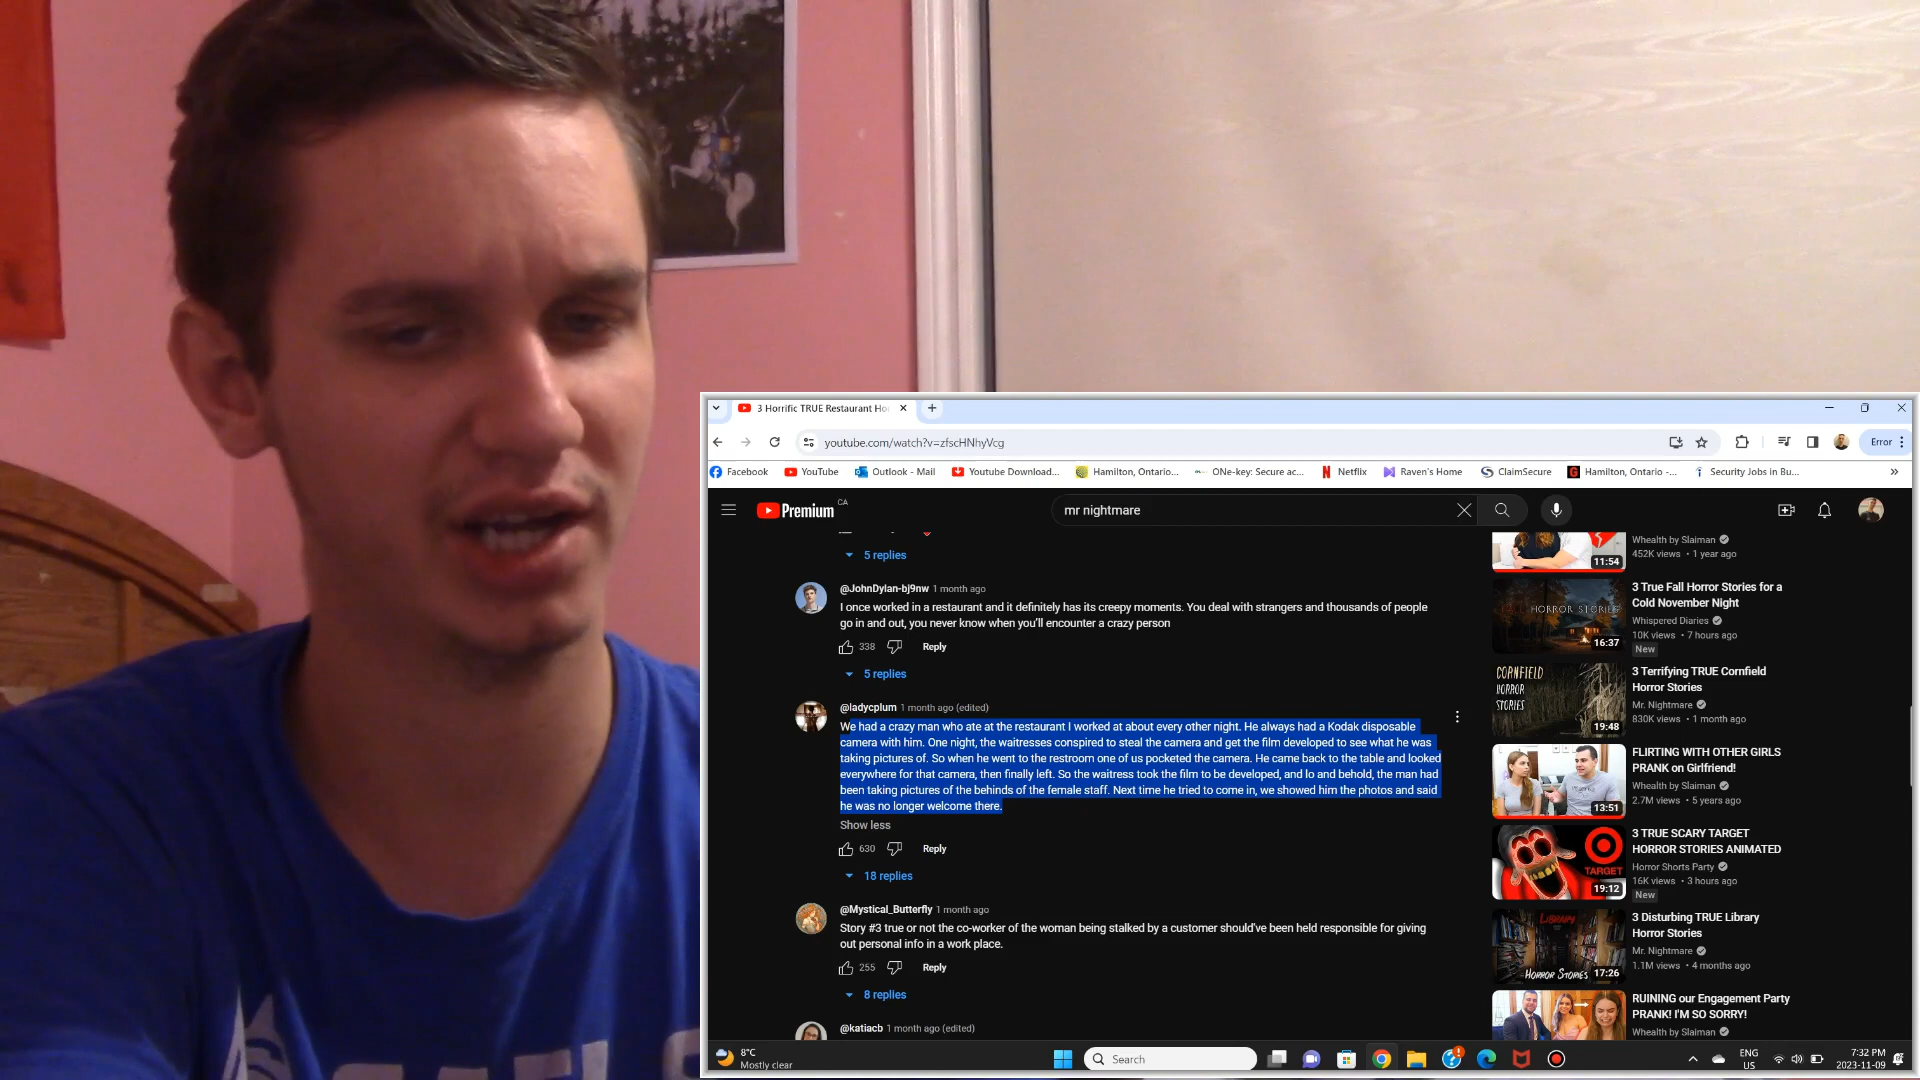 3 Horrific TRUE Restaurant Ho
youtube.com/watch?v=zfscHNhyVcg
Error
Facebook
YouTube
Outlook - Mail
Youtube Download...
Hamilton, Ontario...
ONe-key: Secure ac...
Netflix
Raven's Home
ClaimSecure
Hamilton, Ontario -...
Security Jobs in Bu...
Premium CA
mr nightmare
5 replies
@JohnDylan-bj9nw 1 month ago
I once worked in a restaurant and it definitely has its creepy moments. You deal with strangers and thousands of people
go in and out, you never know when you'll encounter a crazy person
338 Reply
5 replies
@ladycplum 1 month ago (edited)
We had a crazy man who ate at the restaurant I worked at about every other night. He always had a Kodak disposable
camera with him. One night, the waitresses conspired to steal the camera and get the film developed to see what he was
taking pictures of. So when he went to the restroom one of us pocketed the camera. He came back to the table and looked
everywhere for that camera, then finally left. So the waitress took the film to be developed, and lo and behold, the man had
been taking pictures of the behinds of the female staff. Next time he tried to come in, we showed him the photos and said
he was no longer welcome there.
Show less
630 Reply
18 replies
@Mystical_Butterfly 1 month ago
Story #3 true or not the co-worker of the woman being stalked by a customer should've been held responsible for giving
out personal info in a work place.
255 Reply
8 replies
@katiacb 1 month ago (edited)
11:54
Whealth by Slaiman
452K views • 1 year ago
HORROR STORIES
16:37
3 True Fall Horror Stories for a
Cold November Night
Whispered Diaries
10K views • 7 hours ago
New
CORNFIELD
HORROR
STORIES
19:48
3 Terrifying TRUE Cornfield
Horror Stories
Mr. Nightmare
830K views • 1 month ago
13:51
FLIRTING WITH OTHER GIRLS
PRANK on Girlfriend!
Whealth by Slaiman
2.7M views • 5 years ago
TARGET
19:12
3 TRUE SCARY TARGET
HORROR STORIES ANIMATED
Horror Shorts Party
16K views • 3 hours ago
New
LIBRARY
HORROR STORIES
17:26
3 Disturbing TRUE Library
Horror Stories
Mr. Nightmare
1.1M views • 4 months ago
RUINING our Engagement Party
PRANK! I'M SO SORRY!
Whealth by Slaiman
8°C
Mostly clear
Search
ENG
US
7:32 PM
2023-11-09